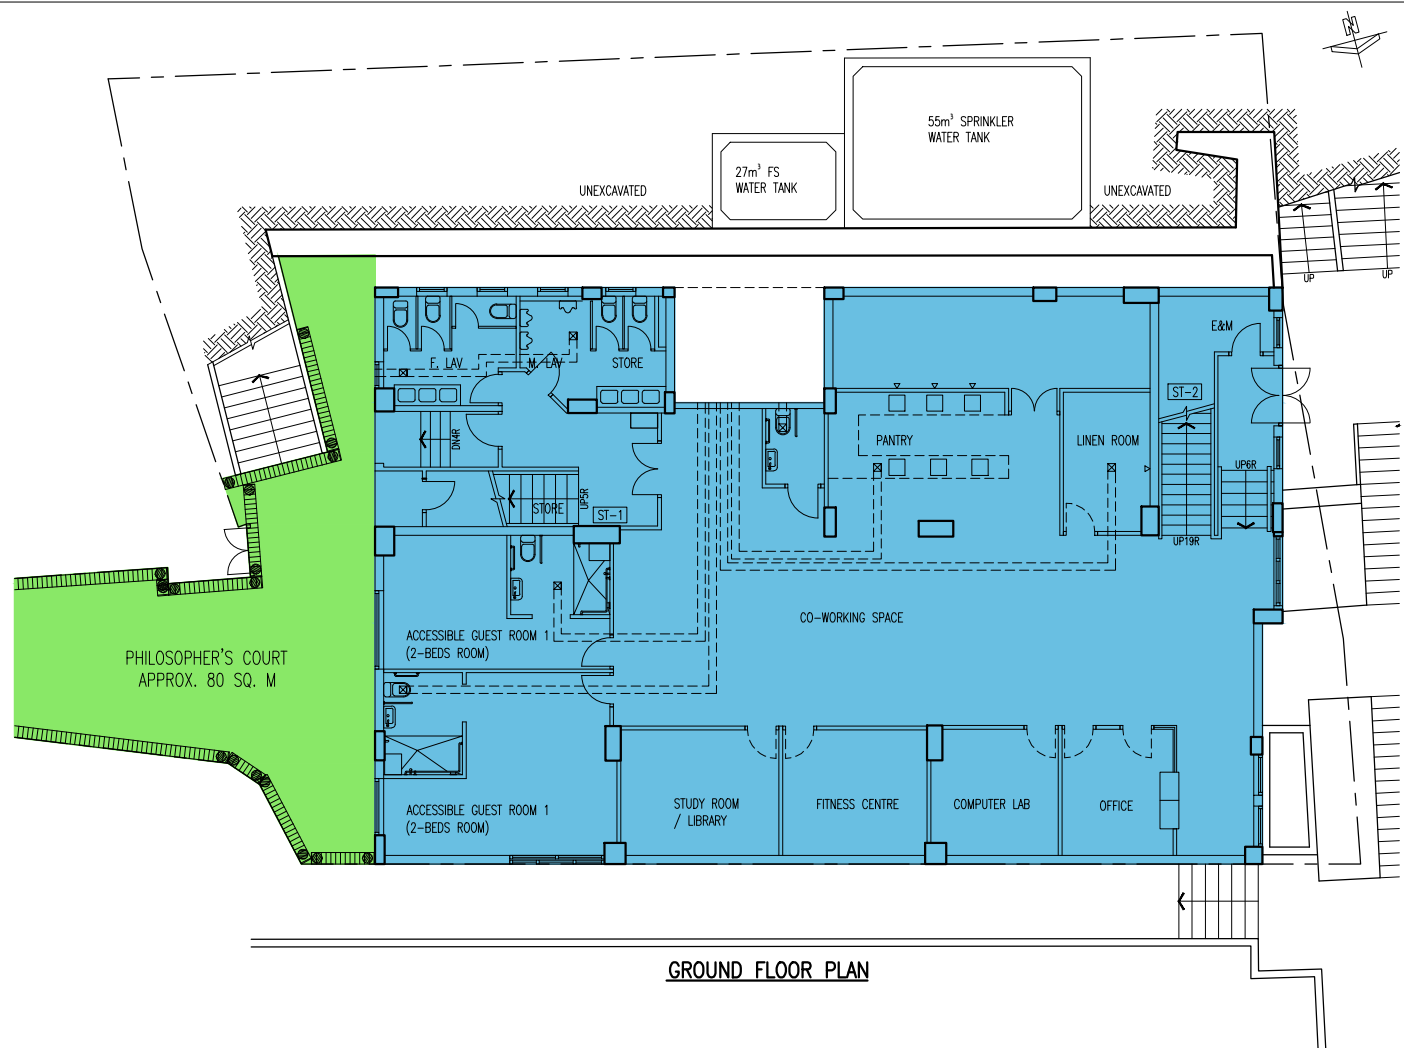 N
55m³ SPRINKLER
WATER TANK
27m³ FS
WATER TANK
UNEXCAVATED
UNEXCAVATED
UP
UP
E&M
F. LAV
M. LAV
STORE
ST-2
DN4R
PANTRY
LINEN ROOM
UP6R
STORE
UP5R
ST-1
UP19R
CO-WORKING SPACE
ACCESSIBLE GUEST ROOM 1
(2-BEDS ROOM)
PHILOSOPHER'S COURT
APPROX. 80 SQ. M
ACCESSIBLE GUEST ROOM 1
(2-BEDS ROOM)
STUDY ROOM
/ LIBRARY
FITNESS CENTRE
COMPUTER LAB
OFFICE
GROUND FLOOR PLAN